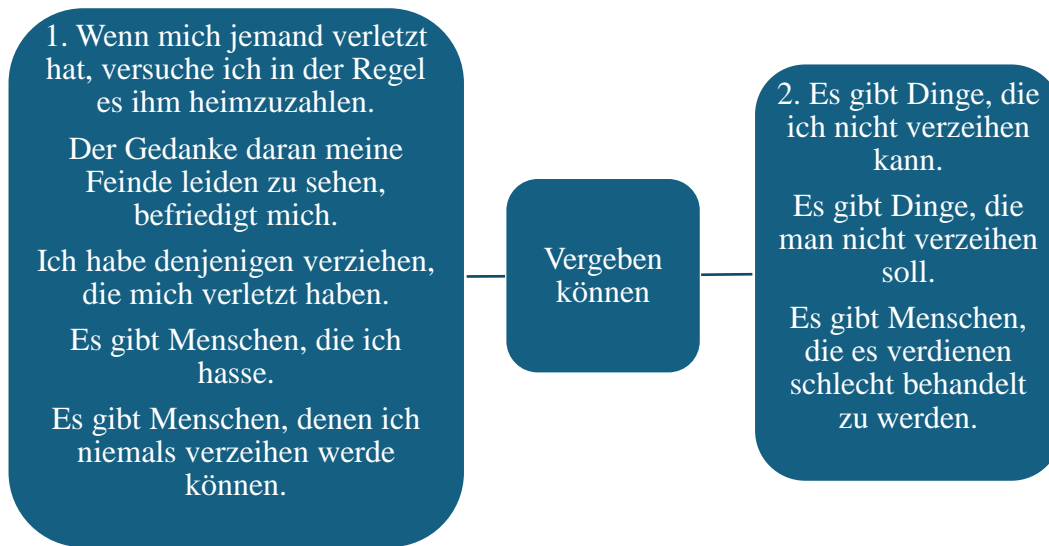 1. Wenn mich jemand verletzt
hat, versuche ich in der Regel
es ihm heimzuzahlen.
Der Gedanke daran meine
Feinde leiden zu sehen,
befriedigt mich.
Ich habe denjenigen verziehen,
die mich verletzt haben.
Es gibt Menschen, die ich
hasse.
Es gibt Menschen, denen ich
niemals verzeihen werde
können.
Vergeben
können
2. Es gibt Dinge, die
ich nicht verzeihen
kann.
Es gibt Dinge, die
man nicht verzeihen
soll.
Es gibt Menschen,
die es verdienen
schlecht behandelt
zu werden.